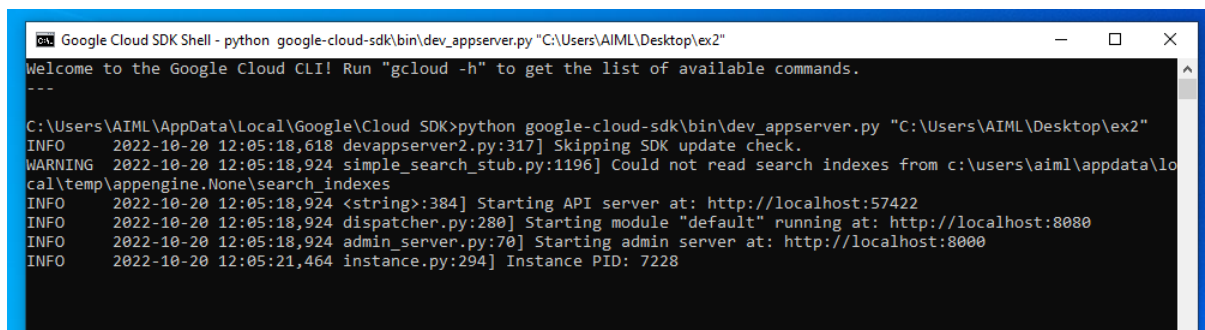 Google Cloud SDK Shell - python google-cloud-sdk\bin\dev_appserver.py "C:\Users\AIML\Desktop\ex2"
Welcome to the Google Cloud CLI! Run "gcloud -h" to get the list of available commands.
---
C:\Users\AIML\AppData\Local\Google\Cloud SDK>python google-cloud-sdk\bin\dev_appserver.py "C:\Users\AIML\Desktop\ex2"
INFO     2022-10-20 12:05:18,618 devappserver2.py:317] Skipping SDK update check.
WARNING  2022-10-20 12:05:18,924 simple_search_stub.py:1196] Could not read search indexes from c:\users\aiml\appdata\lo
cal\temp\appengine.None\search_indexes
INFO     2022-10-20 12:05:18,924 <string>:384] Starting API server at: http://localhost:57422
INFO     2022-10-20 12:05:18,924 dispatcher.py:280] Starting module "default" running at: http://localhost:8080
INFO     2022-10-20 12:05:18,924 admin_server.py:70] Starting admin server at: http://localhost:8000
INFO     2022-10-20 12:05:21,464 instance.py:294] Instance PID: 7228